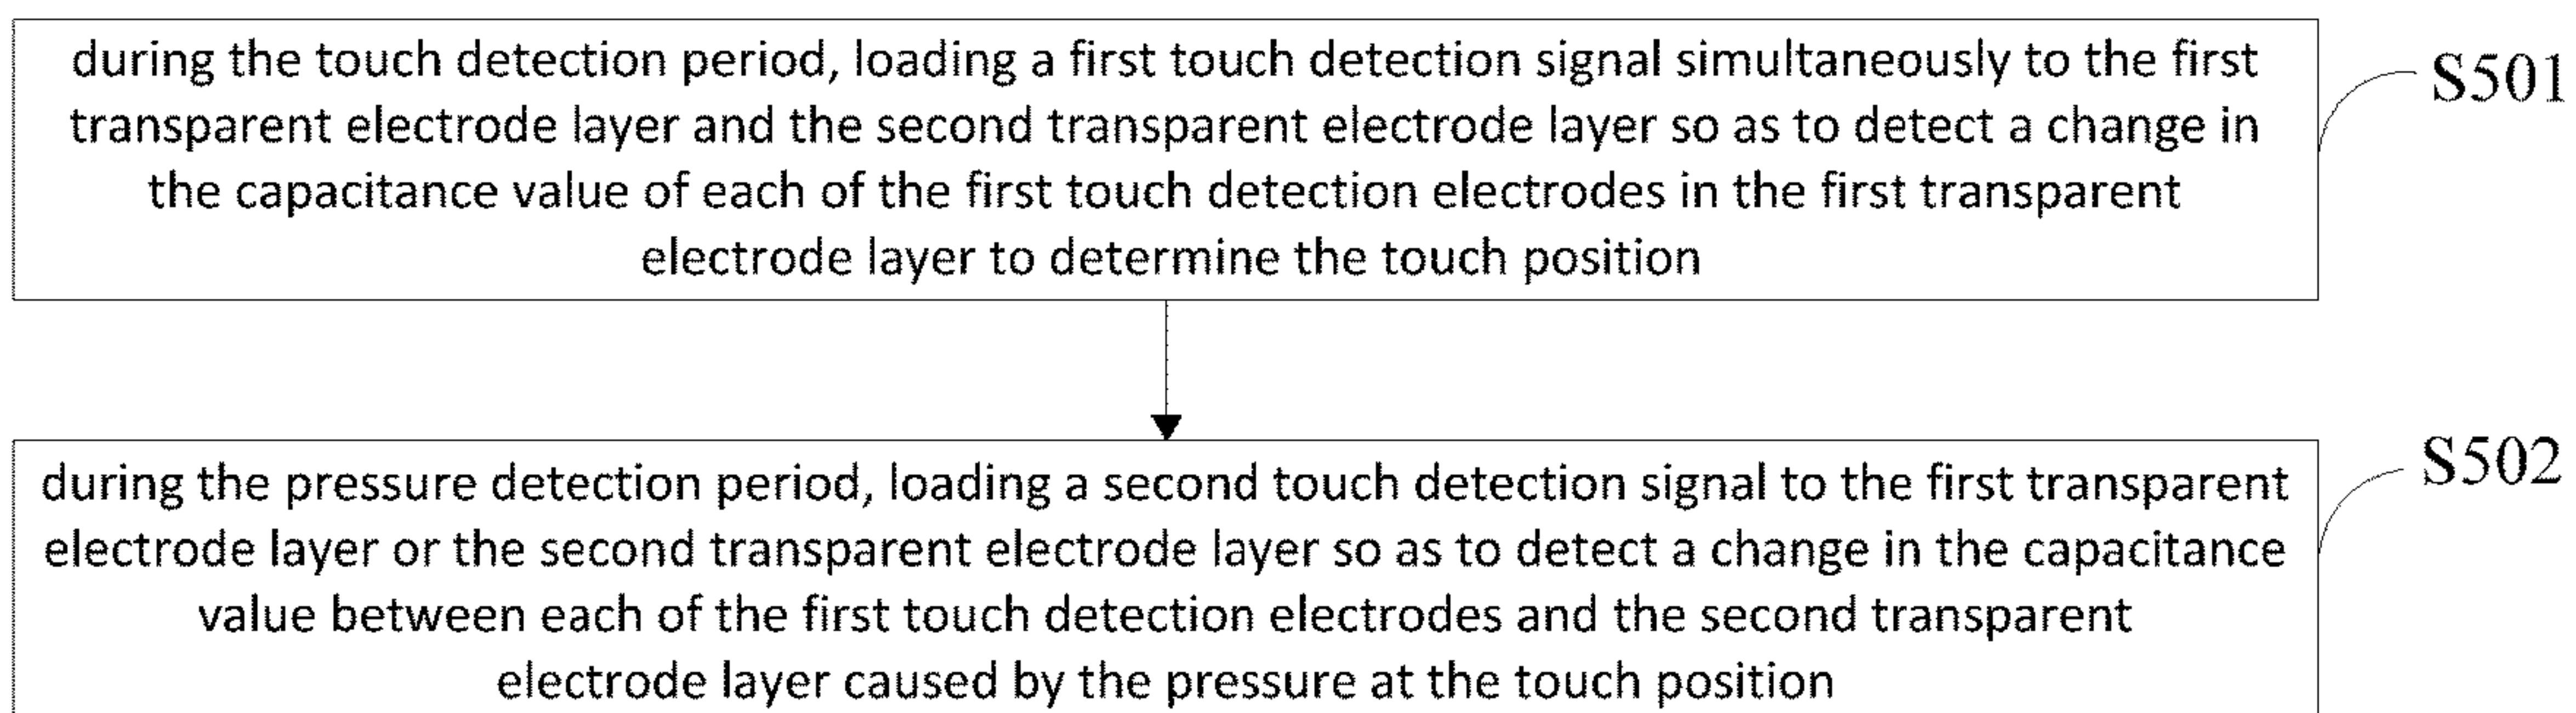 during the touch detection period, loading a first touch detection signal simultaneously to the first
transparent electrode layer and the second transparent electrode layer so as to detect a change in
the capacitance value of each of the first touch detection electrodes in the first transparent
electrode layer to determine the touch position
S501
during the pressure detection period, loading a second touch detection signal to the first transparent
electrode layer or the second transparent electrode layer so as to detect a change in the capacitance
value between each of the first touch detection electrodes and the second transparent
electrode layer caused by the pressure at the touch position
S502